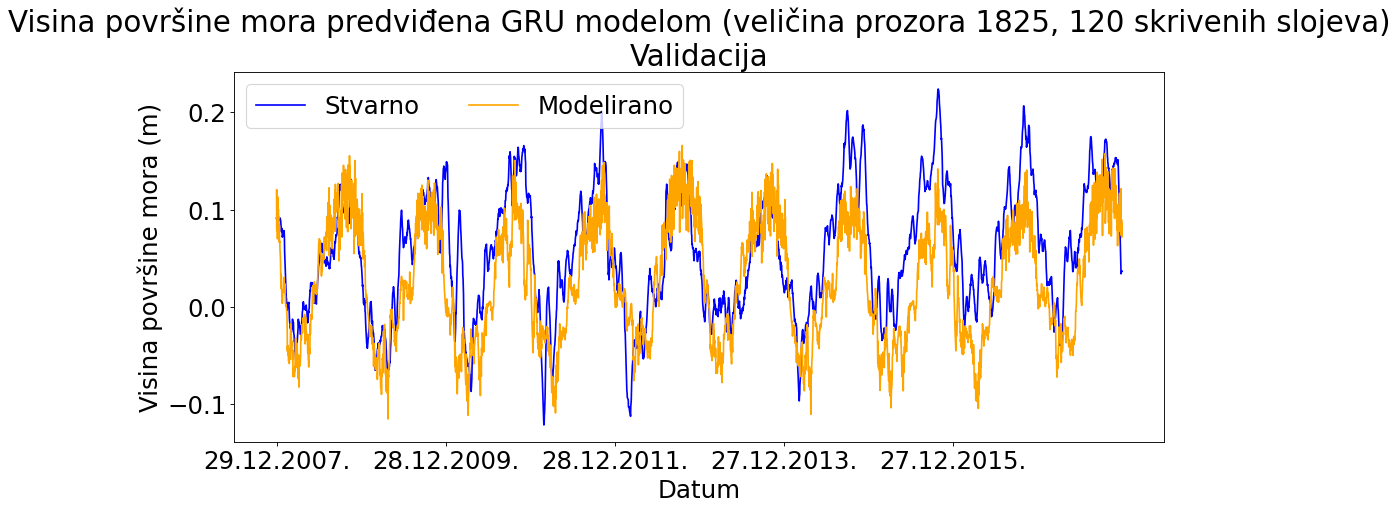 Visina površine mora predviđena GRU modelom (veličina prozora 1825, 120 skrivenih slojeva)
Validacija
Stvarno Modelirano
Visina površine mora (m)
0.2
0.1
0.0
−0.1
29.12.2007. 28.12.2009. 28.12.2011. 27.12.2013. 27.12.2015.
Datum